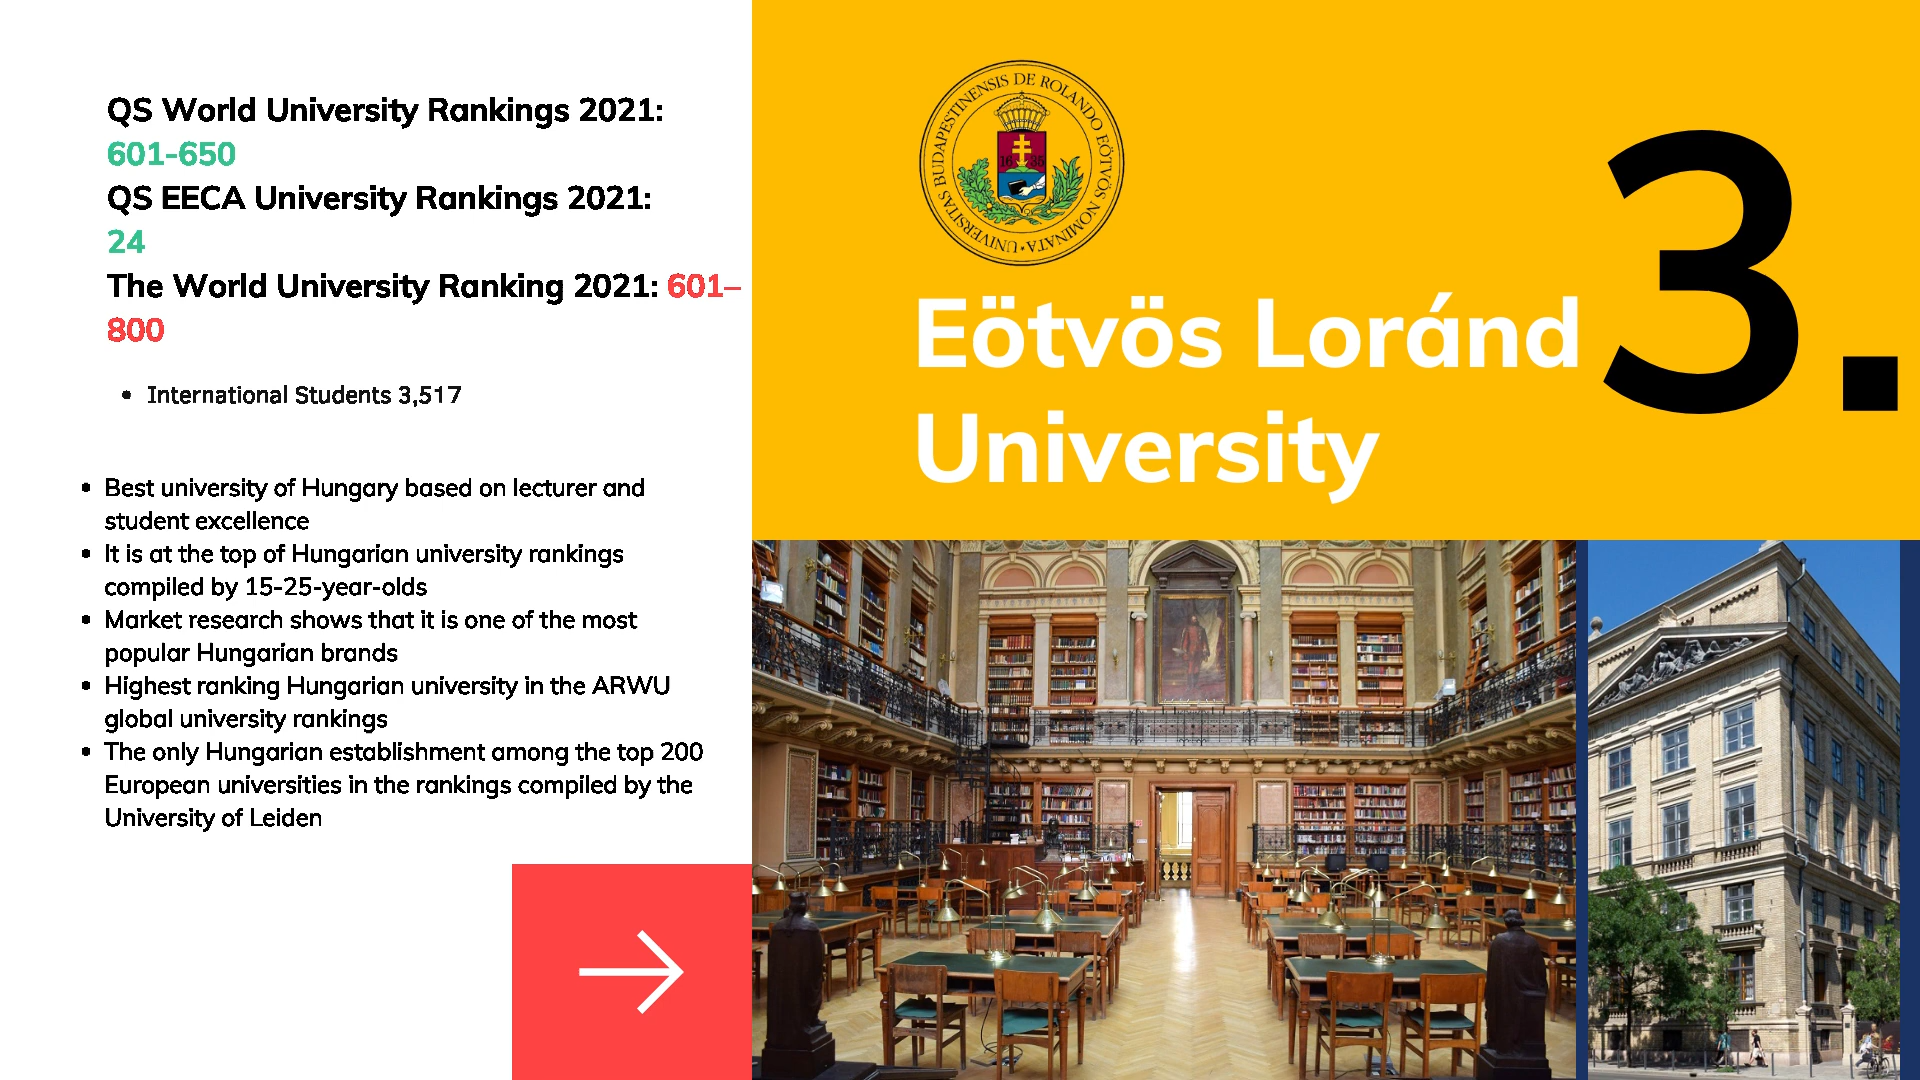 QS World University Rankings 2021:
601-650
QS EECA University Rankings 2021:
24
The World University Ranking 2021: 601–
800
• International Students 3,517
• Best university of Hungary based on lecturer and
student excellence
• It is at the top of Hungarian university rankings
compiled by 15-25-year-olds
• Market research shows that it is one of the most
popular Hungarian brands
• Highest ranking Hungarian university in the ARWU
global university rankings
• The only Hungarian establishment among the top 200
European universities in the rankings compiled by the
University of Leiden
UNIVERSITAS BUDAPESTINENSIS DE ROLANDO EÖTVÖS NOMINATA
1635
Eötvös Loránd
University
3.